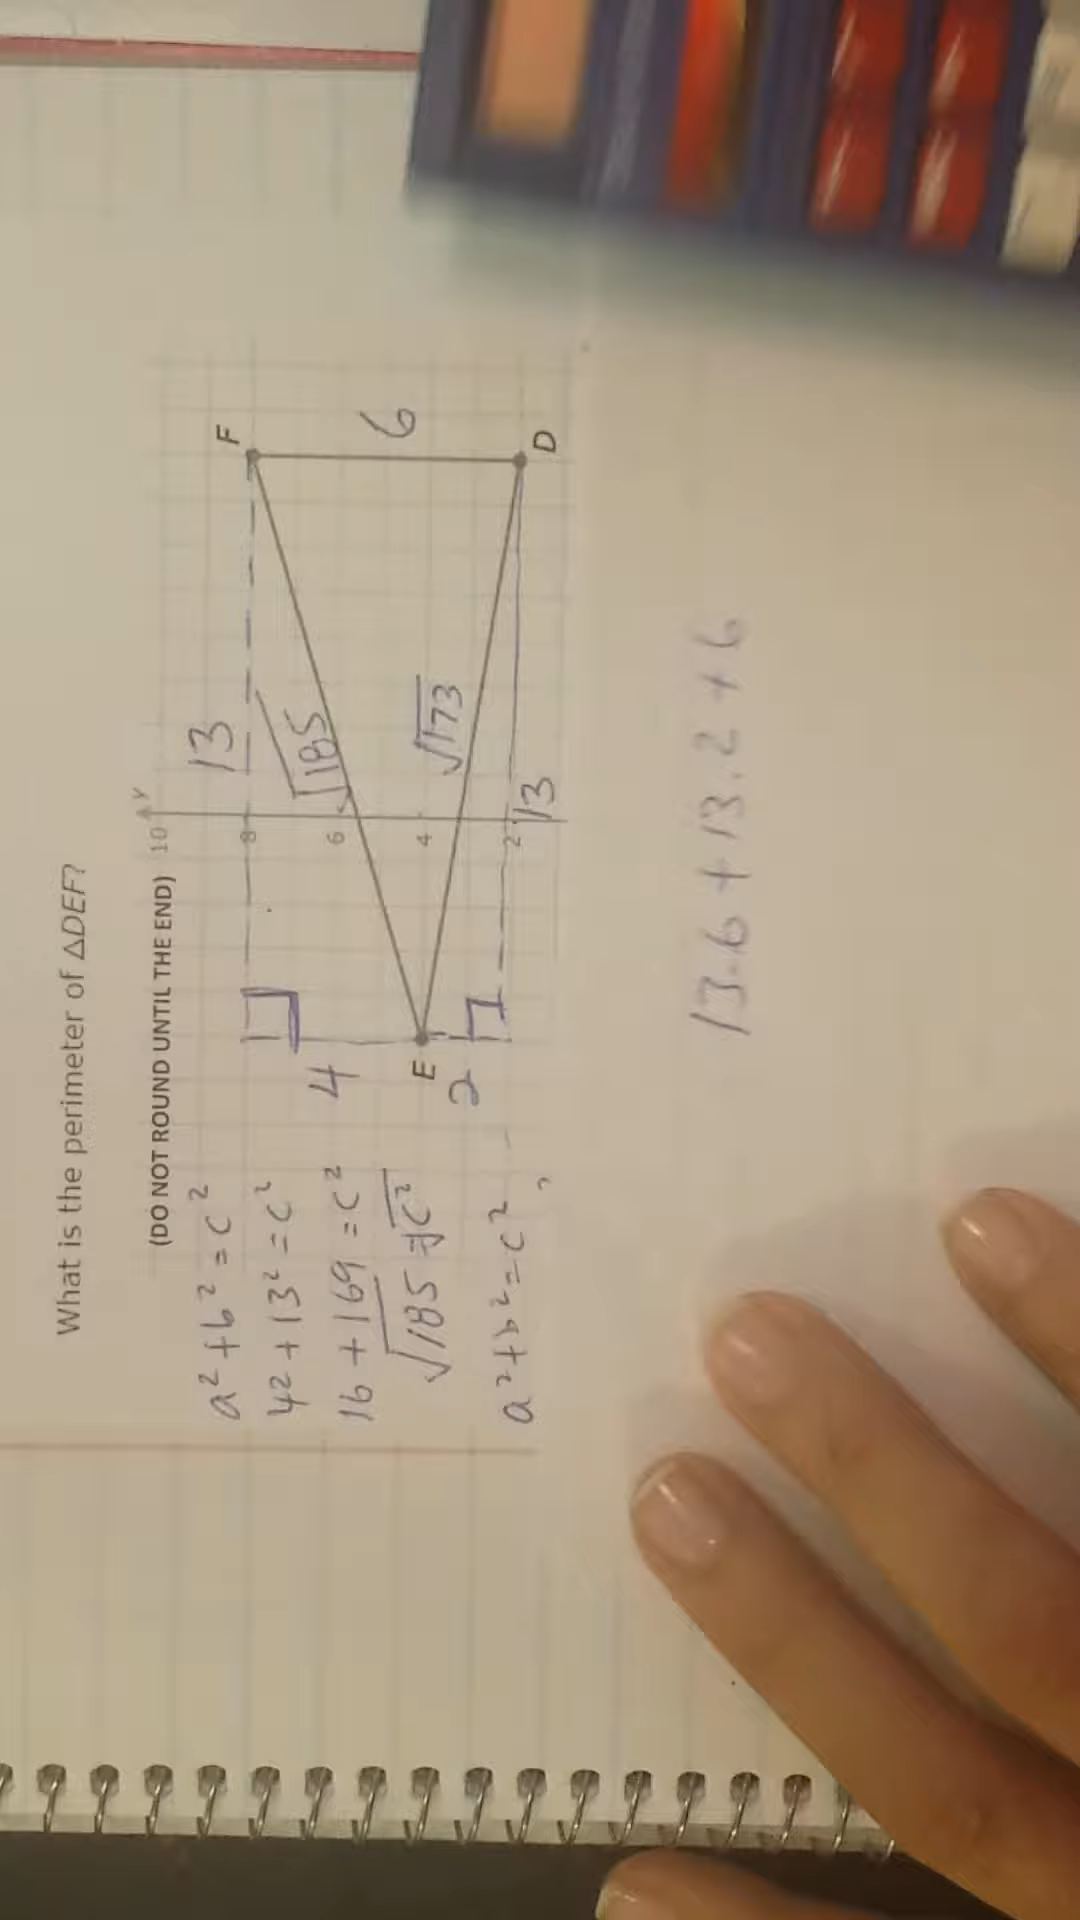 What is the perimeter of ΔDEF?
(DO NOT ROUND UNTIL THE END)
a² + b² = c²
4² + 13² = c²
16 + 169 = c²
√185 = √c²
a² + b² = c²
y
10
13
F
8
√185
6
4
6
4
E
√173
2
2
13
D
13.6 + 13.2 + 6